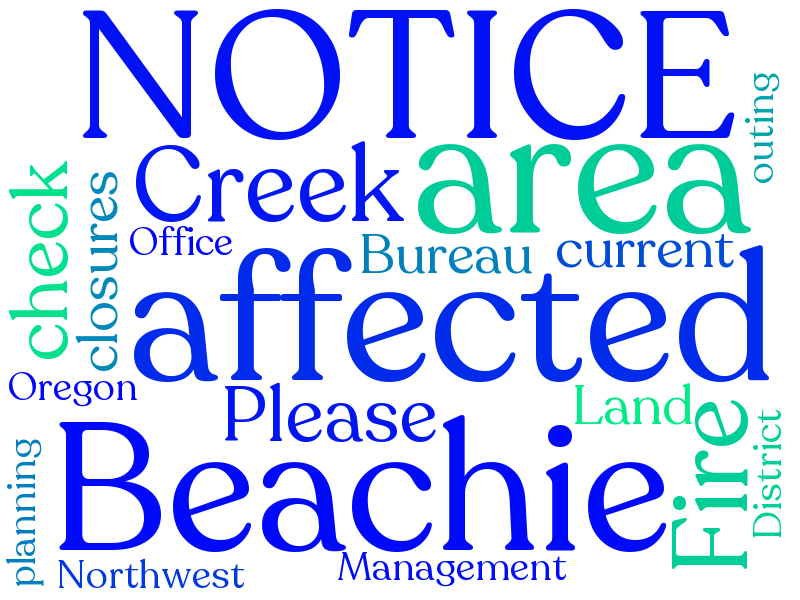 NOTICE
outing
Creek
area
check
closures
Office
Bureau
current
affected
Oregon
Please
Land
Fire
District
Beachie
planning
Northwest
Management